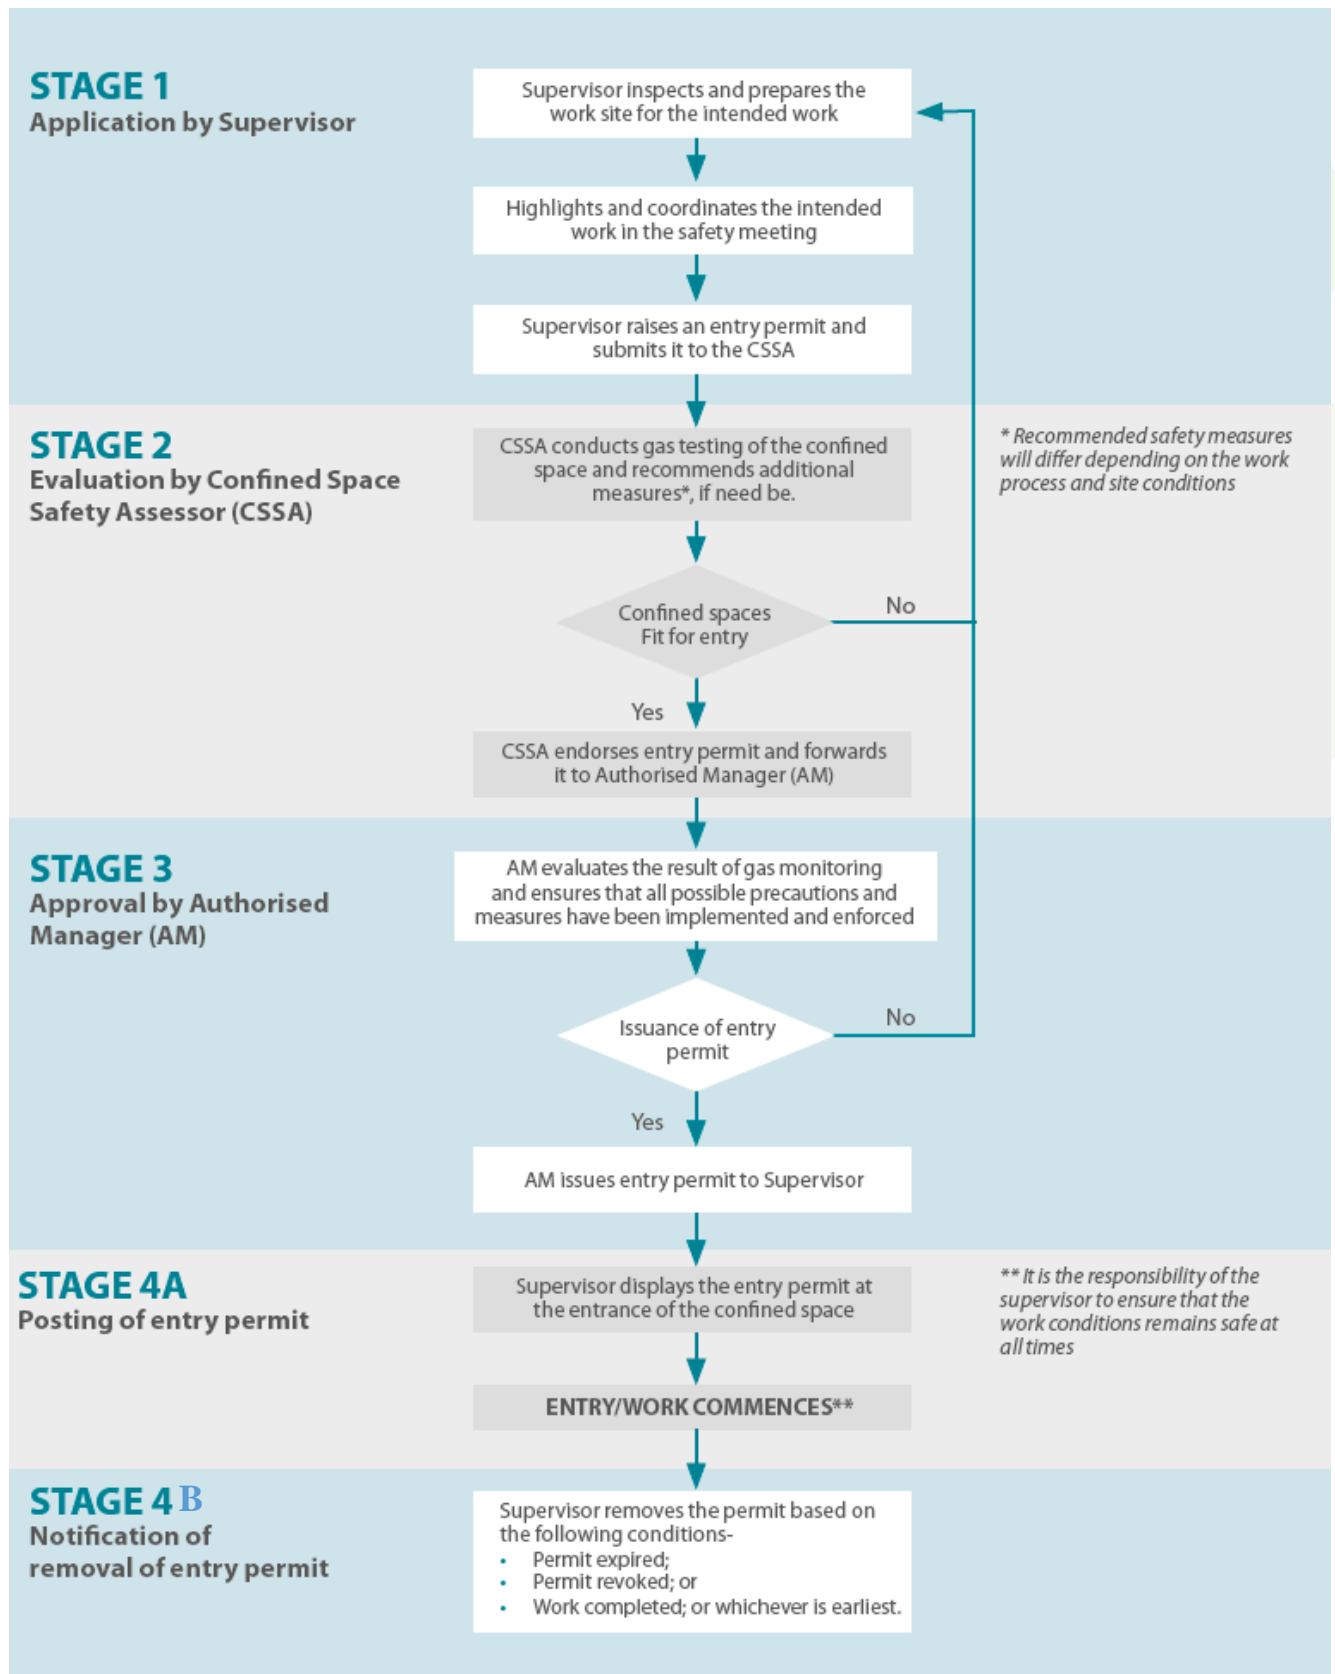 STAGE 1
Application by Supervisor
Supervisor inspects and prepares the
work site for the intended work
Highlights and coordinates the intended
work in the safety meeting
Supervisor raises an entry permit and
submits it to the CSSA
STAGE 2
Evaluation by Confined Space
Safety Assessor (CSSA)
CSSA conducts gas testing of the confined
space and recommends additional
measures*, if need be.
* Recommended safety measures
will differ depending on the work
process and site conditions
Confined spaces
Fit for entry
No
Yes
CSSA endorses entry permit and forwards
it to Authorised Manager (AM)
STAGE 3
Approval by Authorised
Manager (AM)
AM evaluates the result of gas monitoring
and ensures that all possible precautions and
measures have been implemented and enforced
Issuance of entry
permit
No
Yes
AM issues entry permit to Supervisor
STAGE 4A
Posting of entry permit
Supervisor displays the entry permit at
the entrance of the confined space
** It is the responsibility of the
supervisor to ensure that the
work conditions remains safe at
all times
ENTRY/WORK COMMENCES**
STAGE 4 B
Notification of
removal of entry permit
Supervisor removes the permit based on
the following conditions-
• Permit expired;
• Permit revoked; or
• Work completed; or whichever is earliest.